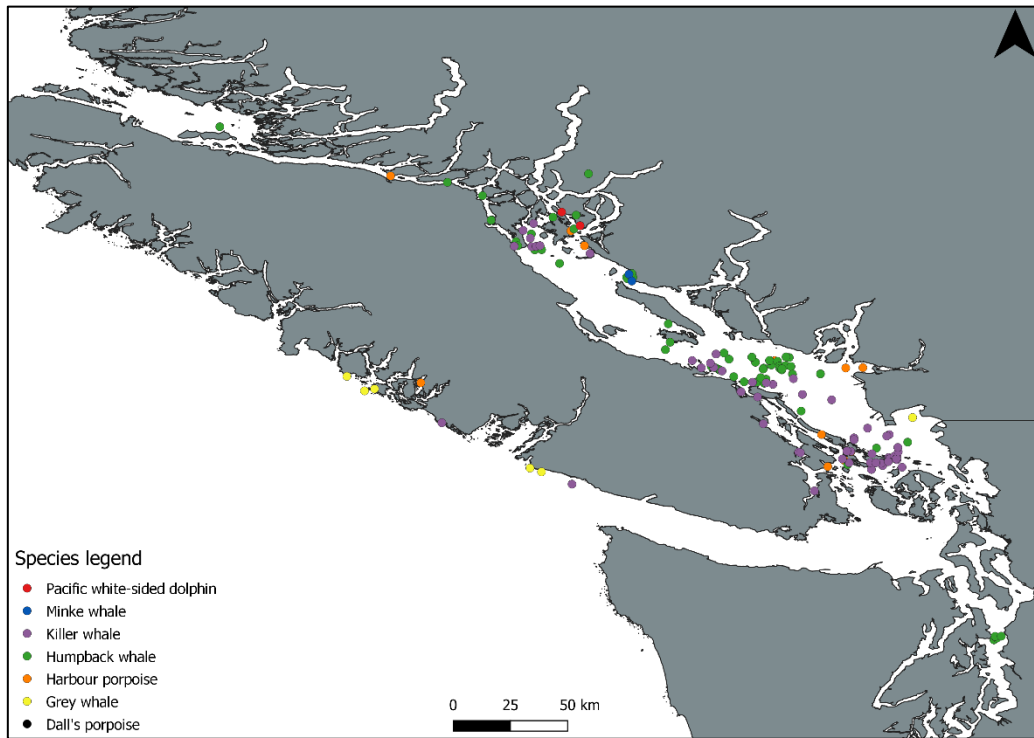 Species legend
Pacific white-sided dolphin
Minke whale
Killer whale
Humpback whale
Harbour porpoise
Grey whale
Dall's porpoise
0 25 50 km